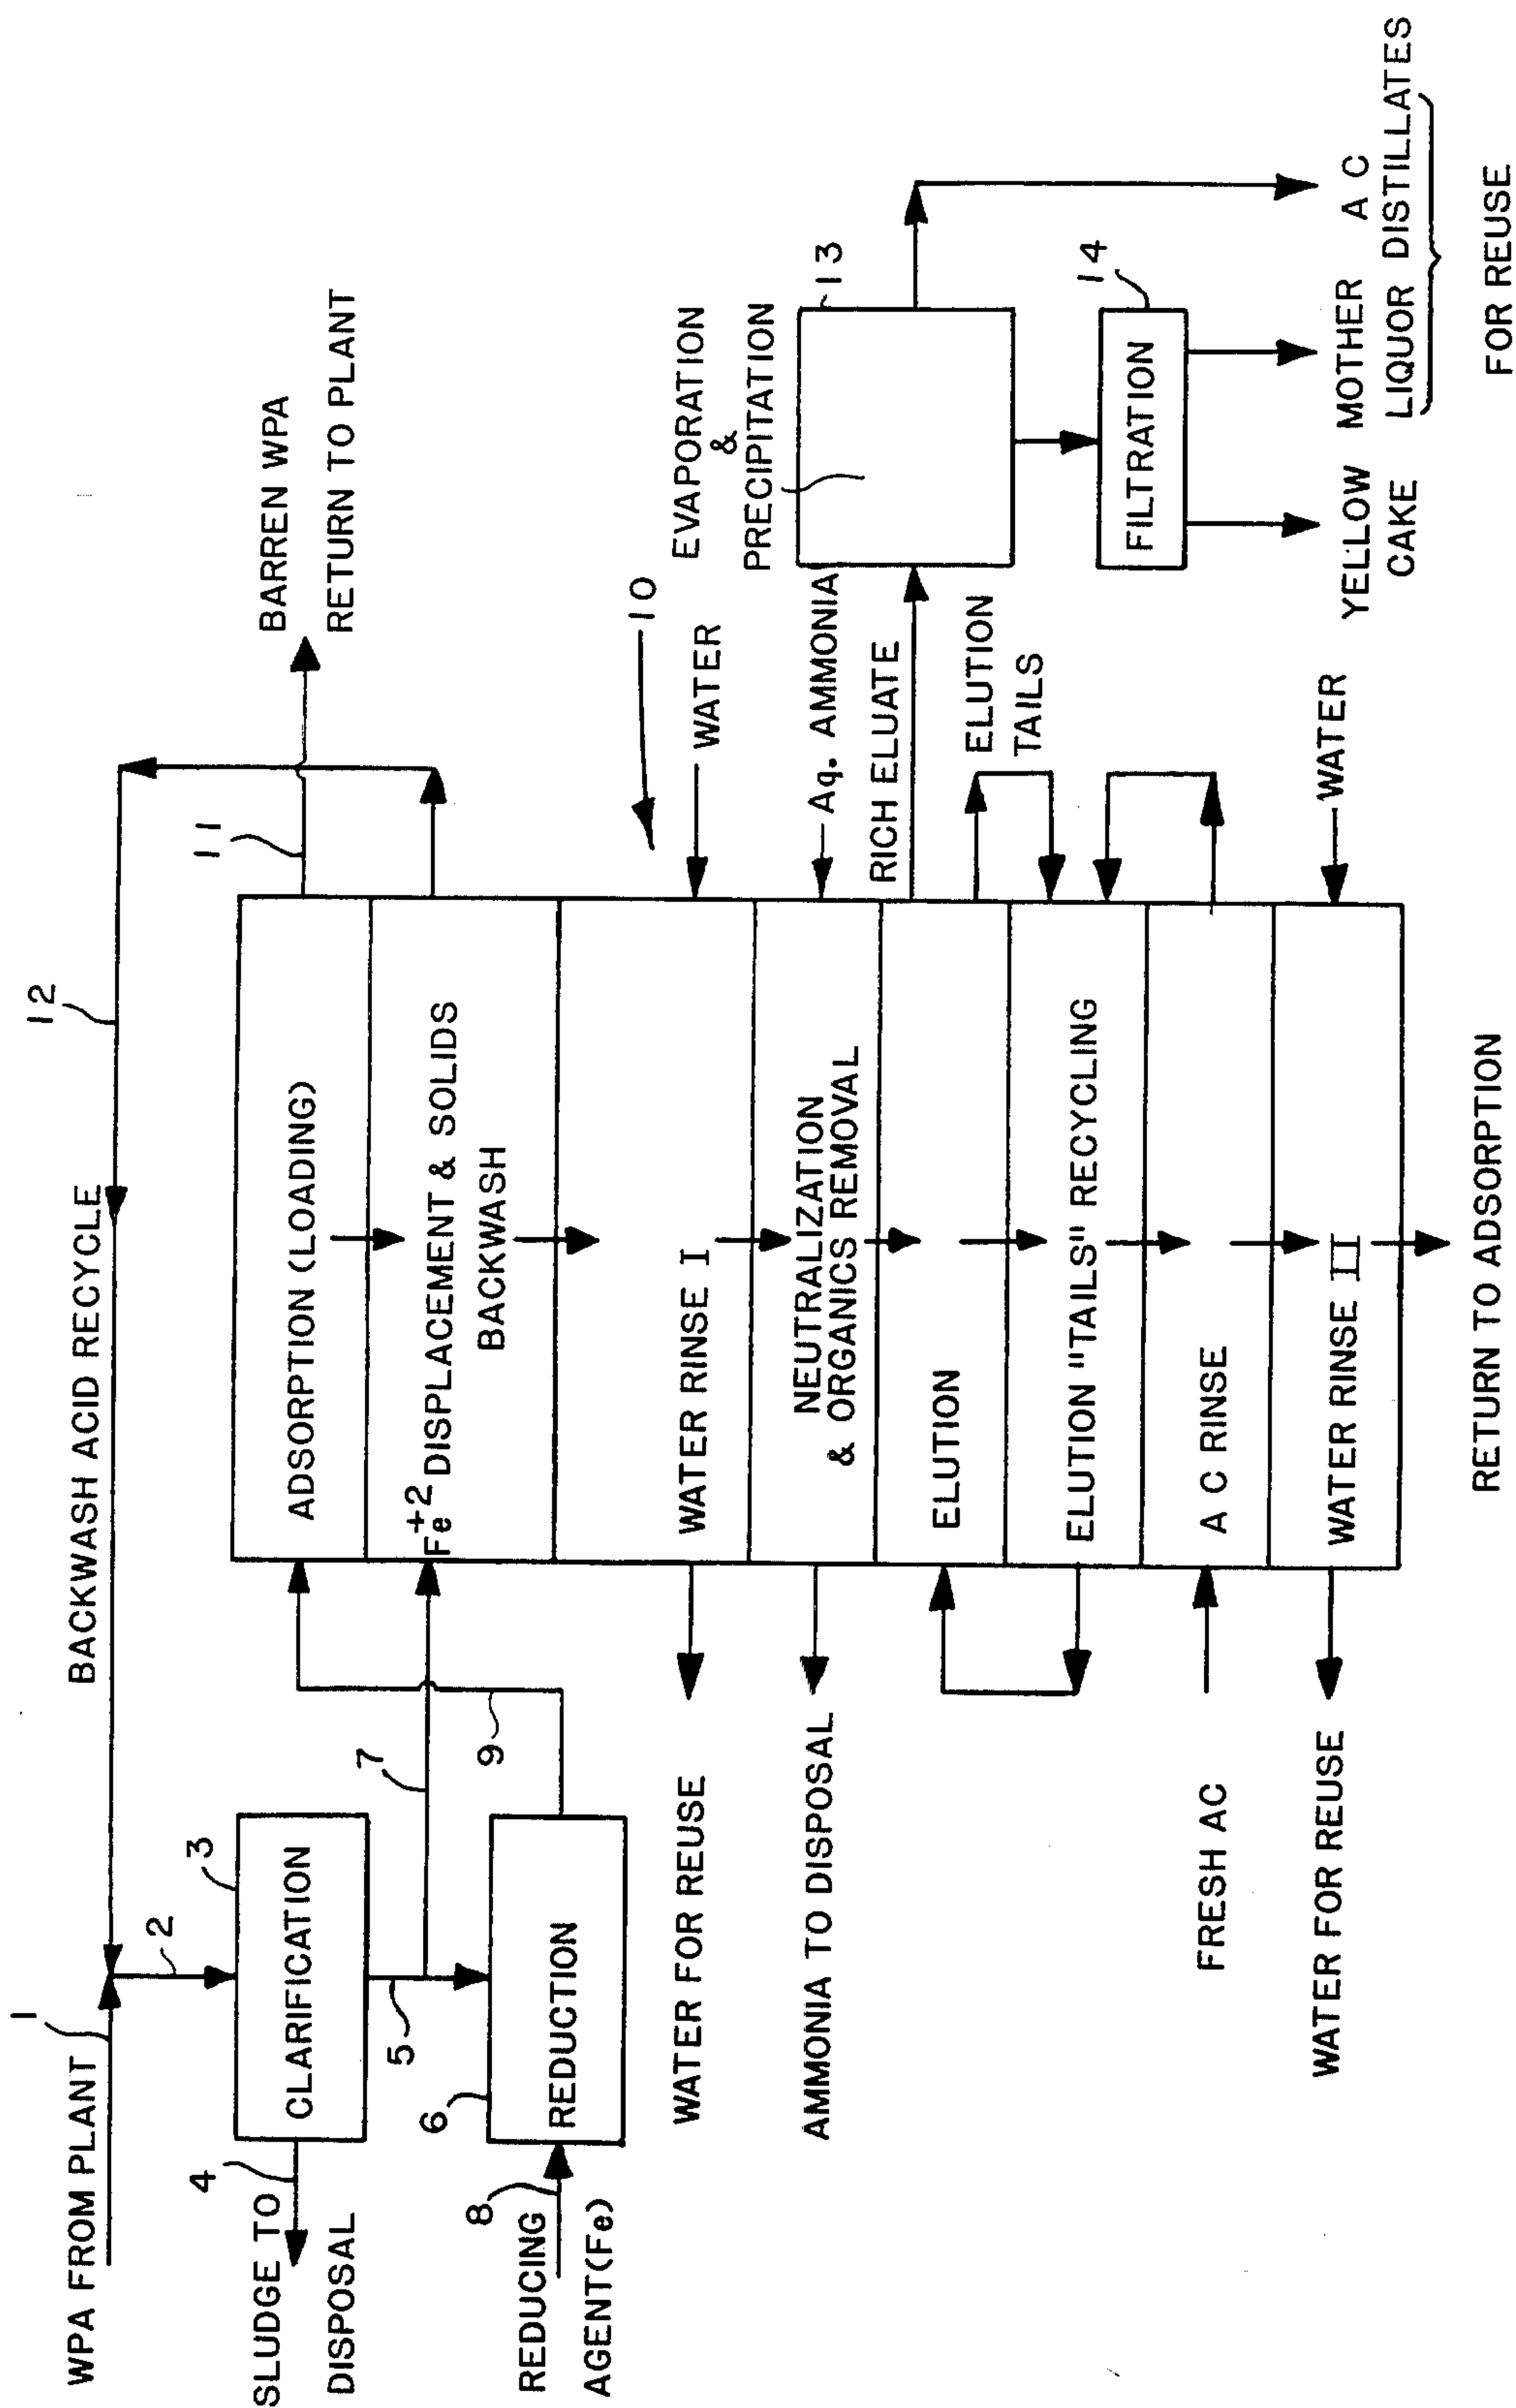 12
BACKWASH ACID RECYCLE
1
WPA FROM PLANT
2
3
CLARIFICATION
4
SLUDGE TO
DISPOSAL
5
6
REDUCTION
7
8
REDUCING
AGENT(Fe)
9
11
BARREN WPA
RETURN TO PLANT
10
ADSORPTION (LOADING)
Fe+2 DISPLACEMENT & SOLIDS
BACKWASH
WATER RINSE I
NEUTRALIZATION
& ORGANICS REMOVAL
ELUTION
ELUTION "TAILS" RECYCLING
A C RINSE
WATER RINSE II
RETURN TO ADSORPTION
WATER FOR REUSE
AMMONIA TO DISPOSAL
FRESH AC
WATER FOR REUSE
WATER
Aq. AMMONIA
RICH ELUATE
ELUTION
TAILS
WATER
EVAPORATION
&
PRECIPITATION
13
14
FILTRATION
YELLOW
CAKE
MOTHER
LIQUOR
A C
DISTILLATES
FOR REUSE